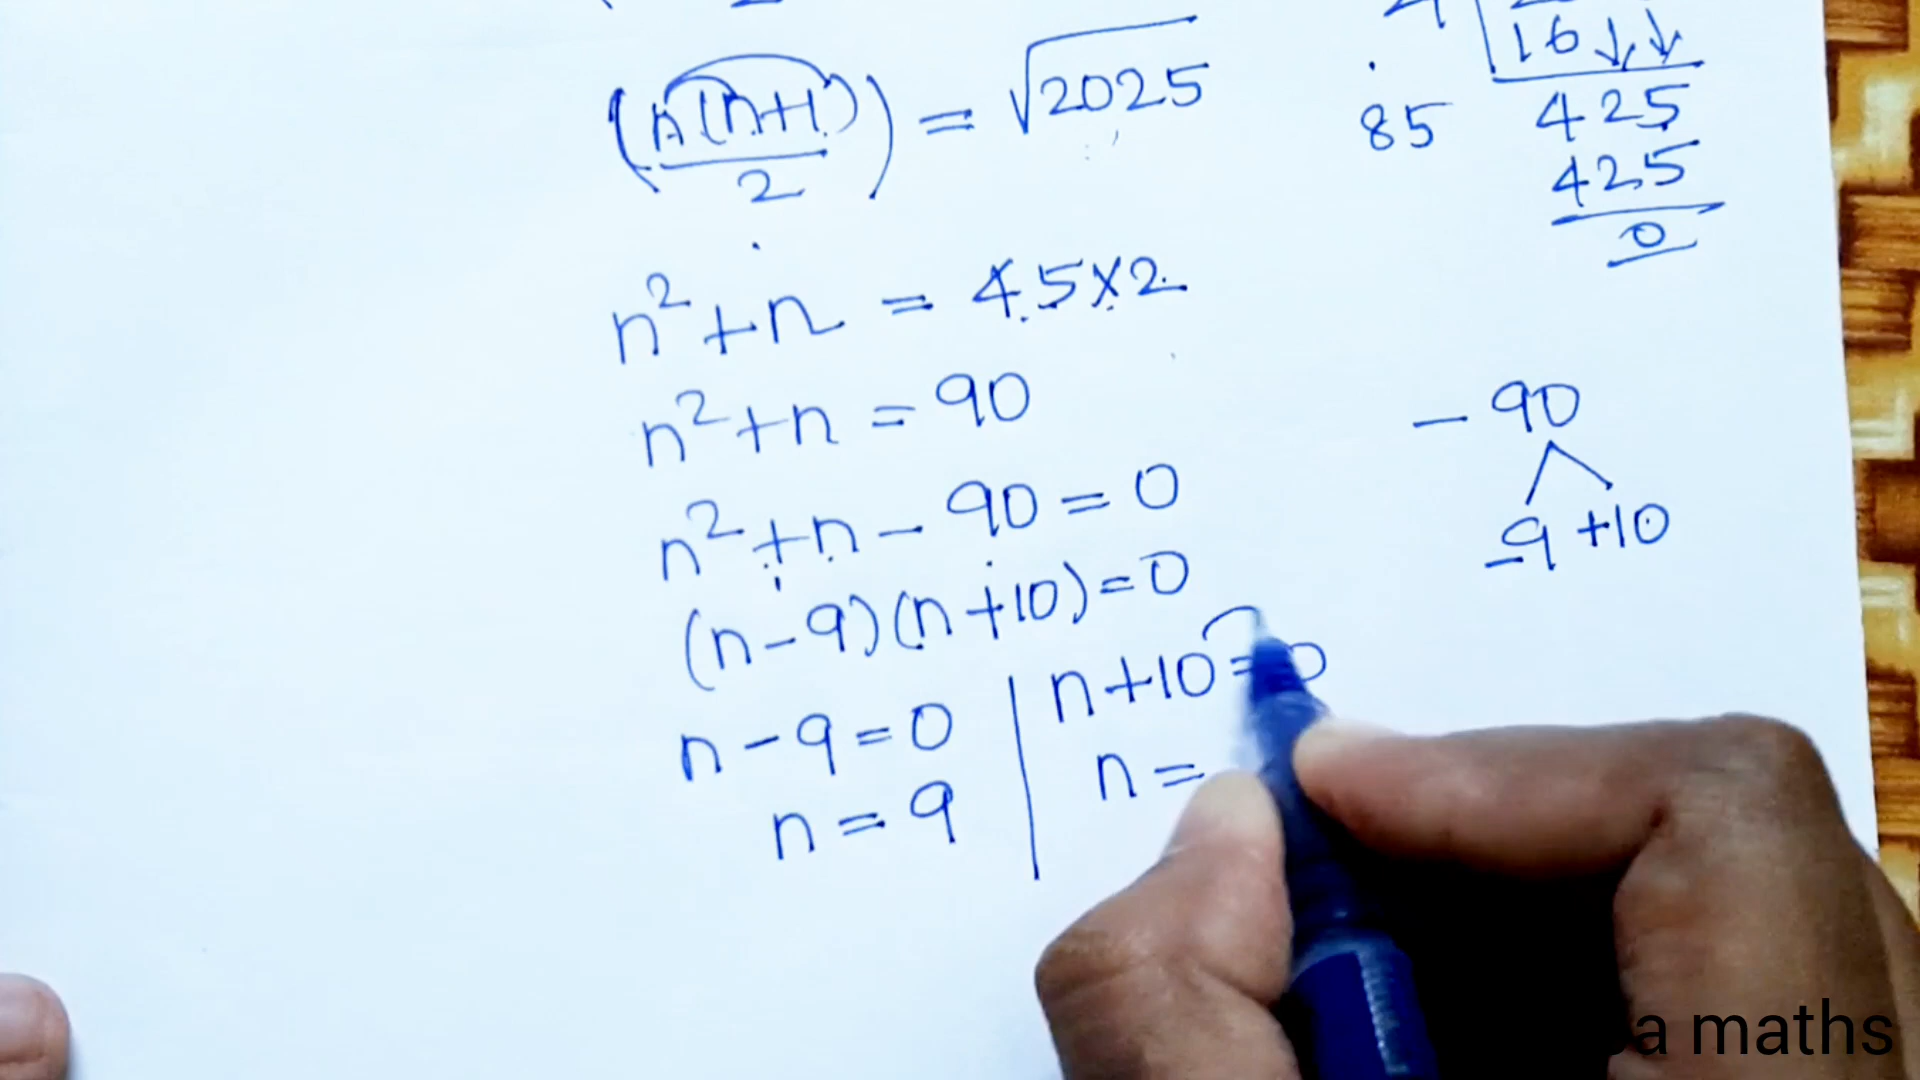 (n(n+1)/2) = √2025
n²+n = 45×2
n²+n = 90
n²+n-90=0
(n-9)(n+10)=0
n-9=0 | n+10=0
n=9 | n=
16↓↓
85 425
425
0
-90
-9 +10
a maths